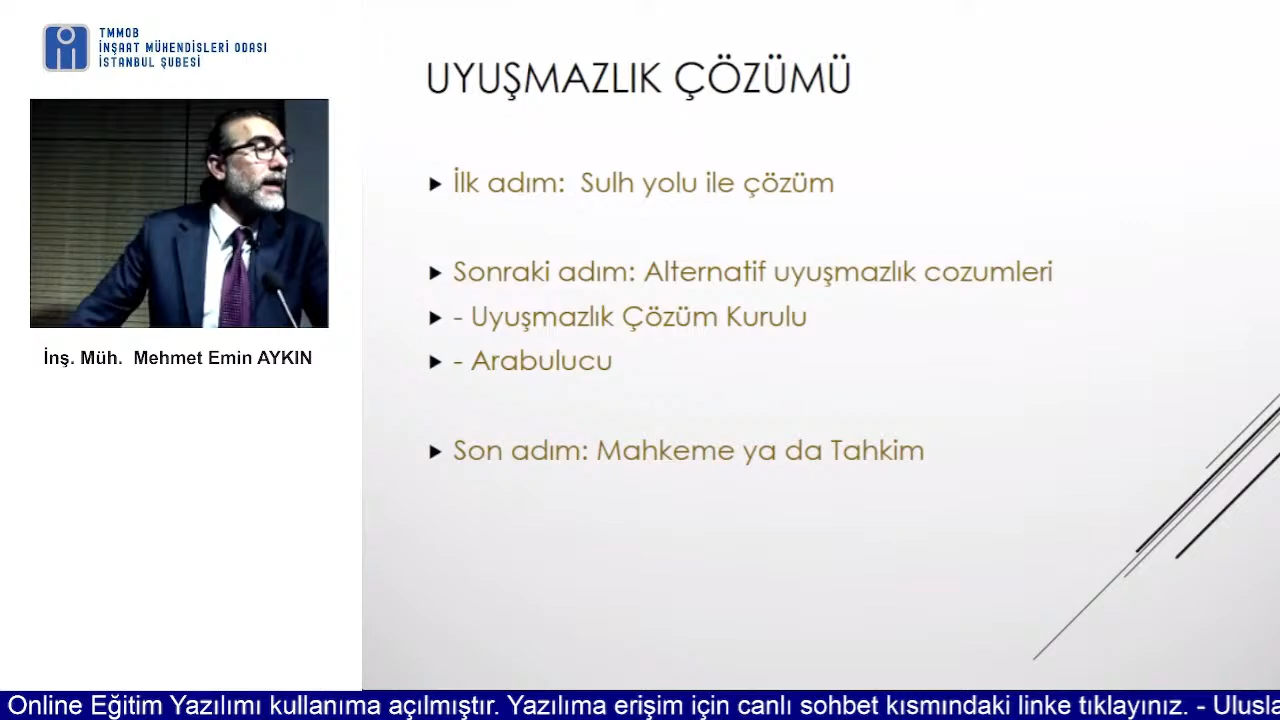 TMMOB
İNŞAAT MÜHENDİSLERİ ODASI
İSTANBUL ŞUBESİ
İnş. Müh. Mehmet Emin AYKIN
UYUŞMAZLIK ÇÖZÜMÜ
İlk adım: Sulh yolu ile çözüm
Sonraki adım: Alternatif uyuşmazlık cozumleri
- Uyuşmazlık Çözüm Kurulu
- Arabulucu
Son adım: Mahkeme ya da Tahkim
Online Eğitim Yazılımı kullanıma açılmıştır. Yazılıma erişim için canlı sohbet kısmındaki linke tıklayınız. - Ulusla